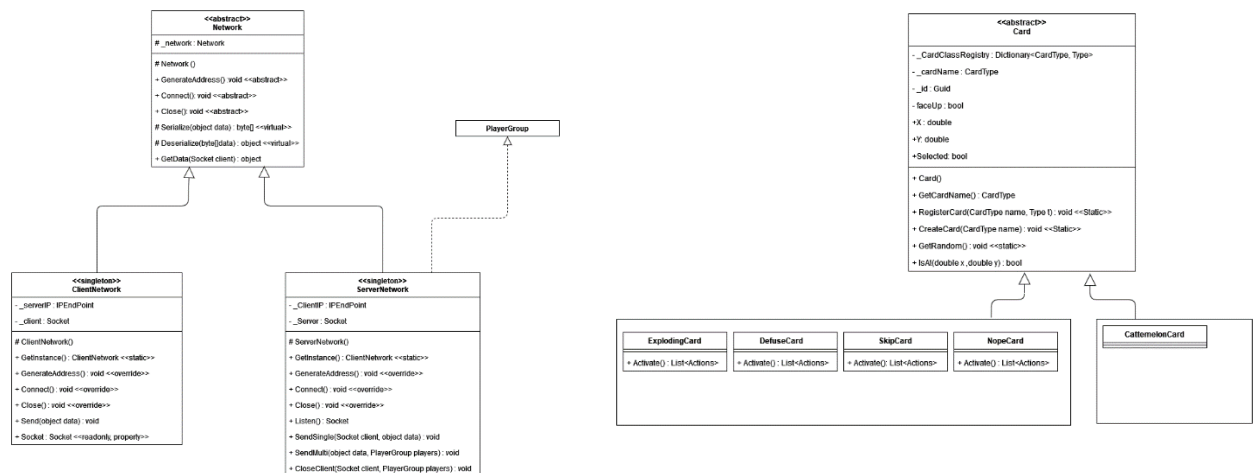 <<abstract>>
Network
# _network : Network
# Network ()
+ GenerateAddress() :void <<abstract>>
+ Connect(): void <<abstract>>
+ Close(): void <<abstract>>
# Serialize(object data) : byte[] <<virtual>>
# Deserialize(byte[]data) : object <<virtual>>
+ GetData(Socket client) : object
PlayerGroup
<<singleton>>
ClientNetwork
- _serverIP : IPEndPoint
- _client : Socket
# ClientNetwork()
+ GetInstance() : ClientNetwork <<static>>
+ GenerateAddress() : void <<override>>
+ Connect() : void <<override>>
+ Close() : void <<override>>
+ Send(object data) : void
+ Socket : Socket <<readonly, property>>
<<singleton>>
ServerNetwork
- _ClientIP : IPEndPoint
- _Server : Socket
# ServerNetwork()
+ GetInstance() : ClientNetwork <<static>>
+ GenerateAddress() : void <<override>>
+ Connect() : void <<override>>
+ Close() : void <<override>>
+ Listen() : Socket
+ SendSingle(Socket client, object data) : void
+ SendMulti(object data, PlayerGroup players) : void
+ CloseClient(Socket client, PlayerGroup players) : void
<<abstract>>
Card
- _CardClassRegistry : Dictionary<CardType, Type>
- _cardName : CardType
- _id : Guid
- faceUp : bool
+X : double
+Y: double
+Selected: bool
+ Card()
+ GetCardName() : CardType
+ RegisterCard(CardType name, Type t) : void <<Static>>
+ CreateCard(CardType name) : void <<Static>>
+ GetRandom() : void <<static>>
+ IsAt(double x ,double y) : bool
ExplodingCard
+ Activate(): List<Actions>
DefuseCard
+ Activate(): List<Actions>
SkipCard
+ Activate(): List<Actions>
NopeCard
+ Activate(): List<Actions>
CattemelonCard